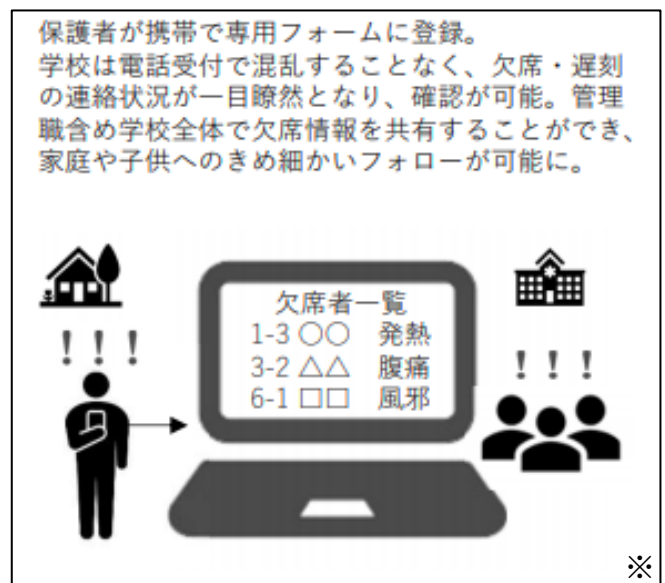 保護者が携帯で専用フォームに登録。
学校は電話受付で混乱することなく、欠席・遅刻
の連絡状況が一目瞭然となり、確認が可能。管理
職含め学校全体で欠席情報を共有することができ、
家庭や子供へのきめ細かいフォローが可能に。
欠席者一覧
1-3 〇〇 発熱
3-2 △△ 腹痛
6-1 □□ 風邪
!!!
!!!
※